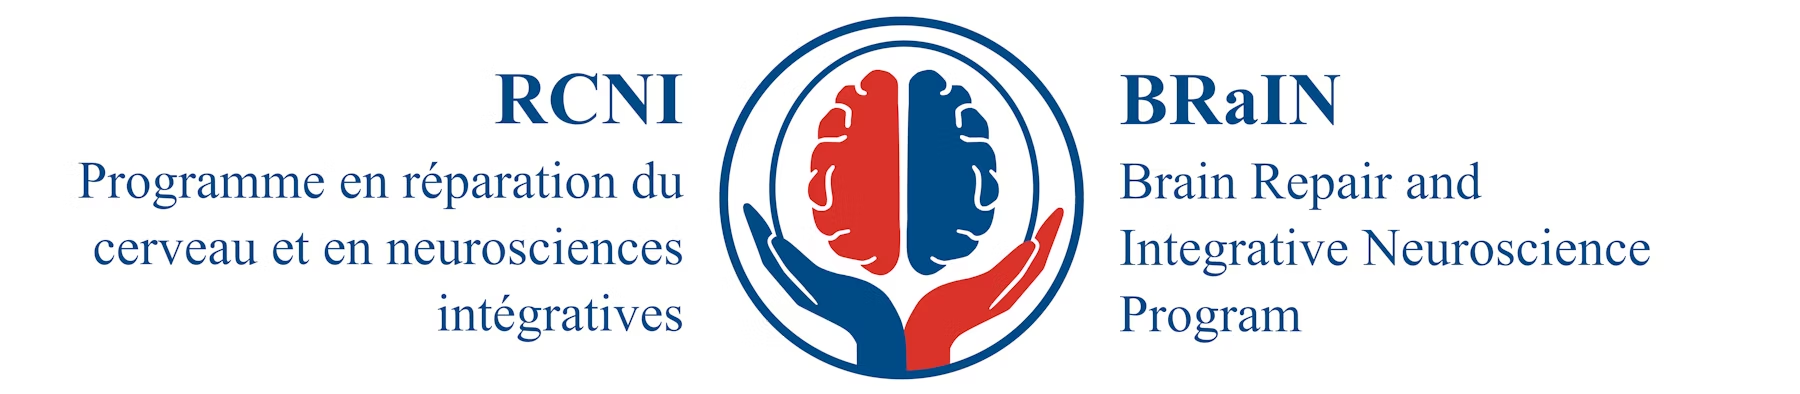 RCNI
Programme en réparation du
cerveau et en neurosciences
intégratives
BRaIN
Brain Repair and
Integrative Neuroscience
Program